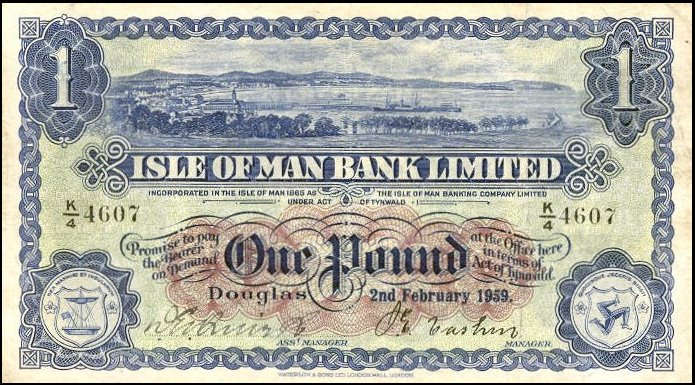 1 1
ISLE OF MAN BANK LIMITED
INCORPORATED IN THE ISLE OF MAN 1865 AS THE ISLE OF MAN BANKING COMPANY LIMITED
UNDER ACT OF TYNWALD
K/4 4607 K/4 4607
Promise to pay the Bearer on Demand
One Pound
at the Office here in terms of Act of Tynwald.
Douglas 2nd February 1959.
ASST MANAGER MANAGER.
WATERLOW & SONS LTD LONDON WALL, LONDON